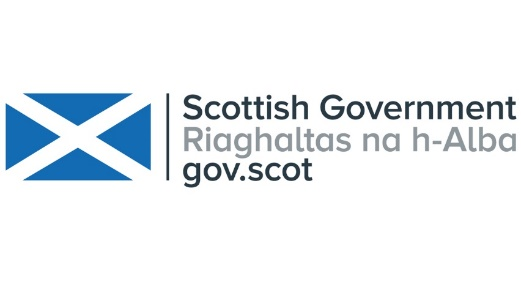 Scottish Government
Riaghaltas na h-Alba
gov.scot